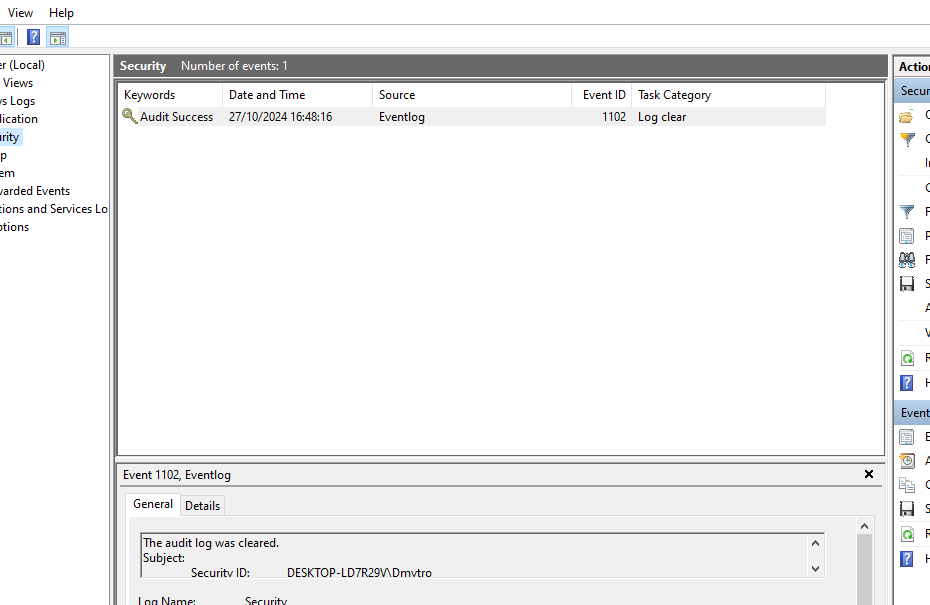 View Help
er (Local)
Views
vs Logs
lication
urity
p
em
warded Events
tions and Services Lo
ptions
Security Number of events: 1
Keywords Date and Time Source Event ID Task Category
Audit Success 27/10/2024 16:48:16 Eventlog 1102 Log clear
Event 1102, Eventlog
General Details
The audit log was cleared.
Subject:
Security ID: DESKTOP-LD7R29V\Dmytro
Log Name: Security
Action
Secur
O
C
I
C
F
P
F
S
A
V
R
H
Event
E
A
C
S
R
H